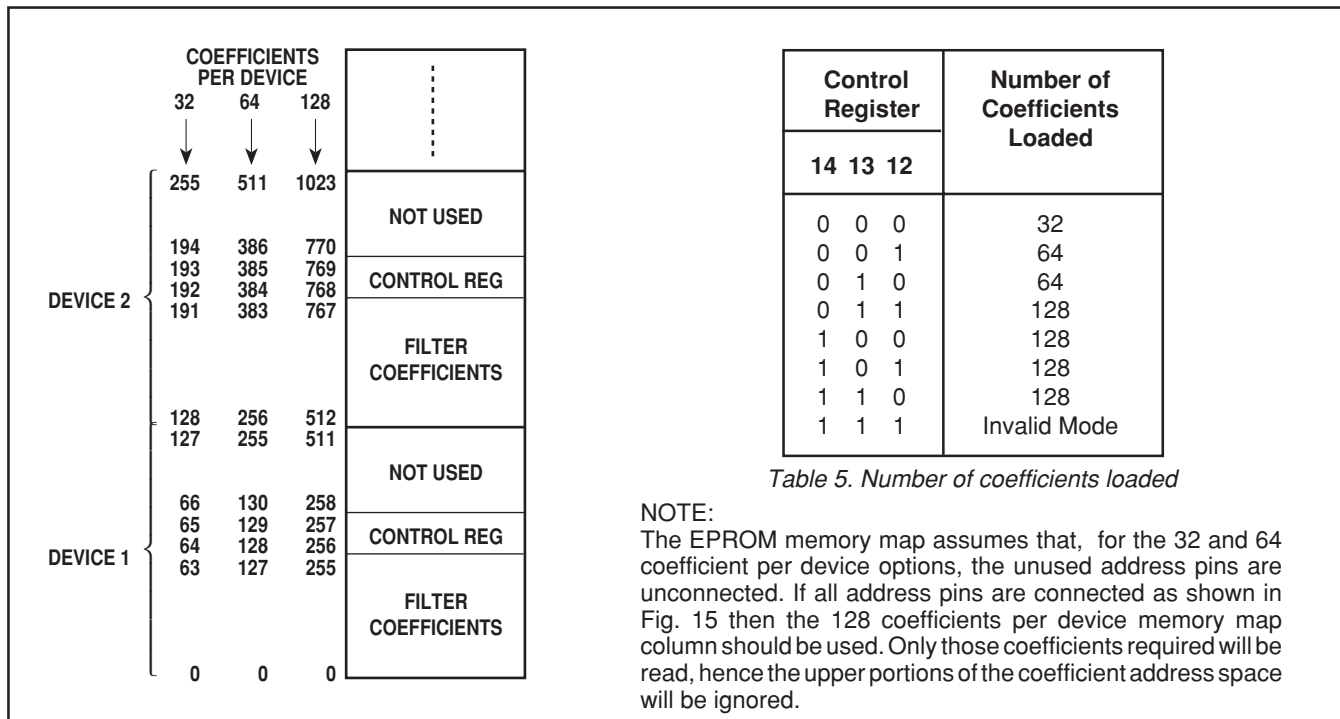 COEFFICIENTS
PER DEVICE
32 64 128
255 511 1023
NOT USED
194 386 770
193 385 769
CONTROL REG
192 384 768
DEVICE 2
191 383 767
FILTER
COEFFICIENTS
128 256 512
127 255 511
NOT USED
66 130 258
65 129 257
CONTROL REG
64 128 256
DEVICE 1
63 127 255
FILTER
COEFFICIENTS
0 0 0
Control
Register
Number of
Coefficients
Loaded
14 13 12
0 0 0 32
0 0 1 64
0 1 0 64
0 1 1 128
1 0 0 128
1 0 1 128
1 1 0 128
1 1 1 Invalid Mode
Table 5. Number of coefficients loaded
NOTE:
The EPROM memory map assumes that, for the 32 and 64
coefficient per device options, the unused address pins are
unconnected. If all address pins are connected as shown in
Fig. 15 then the 128 coefficients per device memory map
column should be used. Only those coefficients required will be
read, hence the upper portions of the coefficient address space
will be ignored.